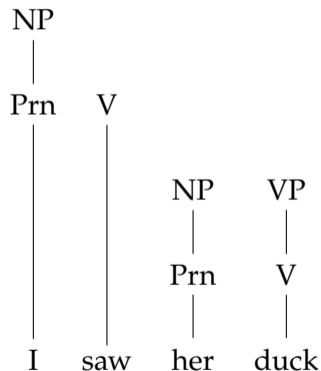 NP
Prn V
NP VP
Prn V
I saw her duck